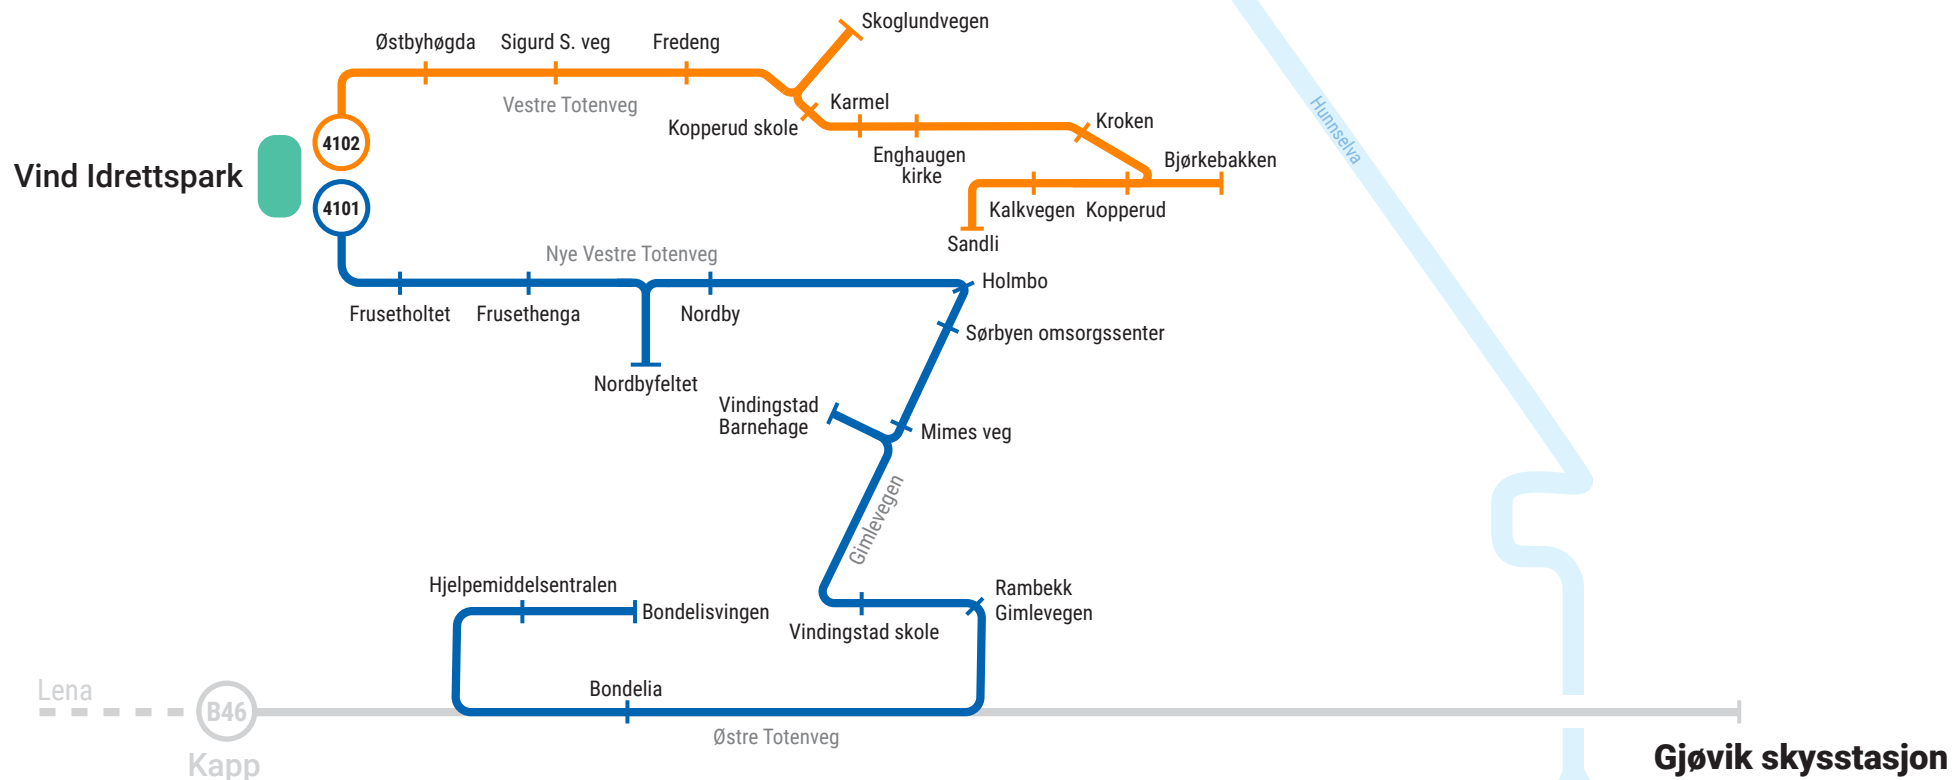 Skoglundvegen
Østbyhøgda
Sigurd S. veg
Fredeng
Vestre Totenveg
Karmel
Kopperud skole
Kroken
Hunnselva
4102
Enghaugen
kirke
Bjørkebakken
Vind Idrettspark
4101
Kalkvegen
Kopperud
Sandli
Nye Vestre Totenveg
Holmbo
Frusetholtet
Frusethenga
Nordby
Sørbyen omsorgssenter
Nordbyfeltet
Vindingstad
Barnehage
Mimes veg
Gimlevegen
Hjelpemiddelsentralen
Bondelisvingen
Rambekk
Gimlevegen
Vindingstad skole
Lena
Bondelia
B46
Østre Totenveg
Kapp
Gjøvik skysstasjon